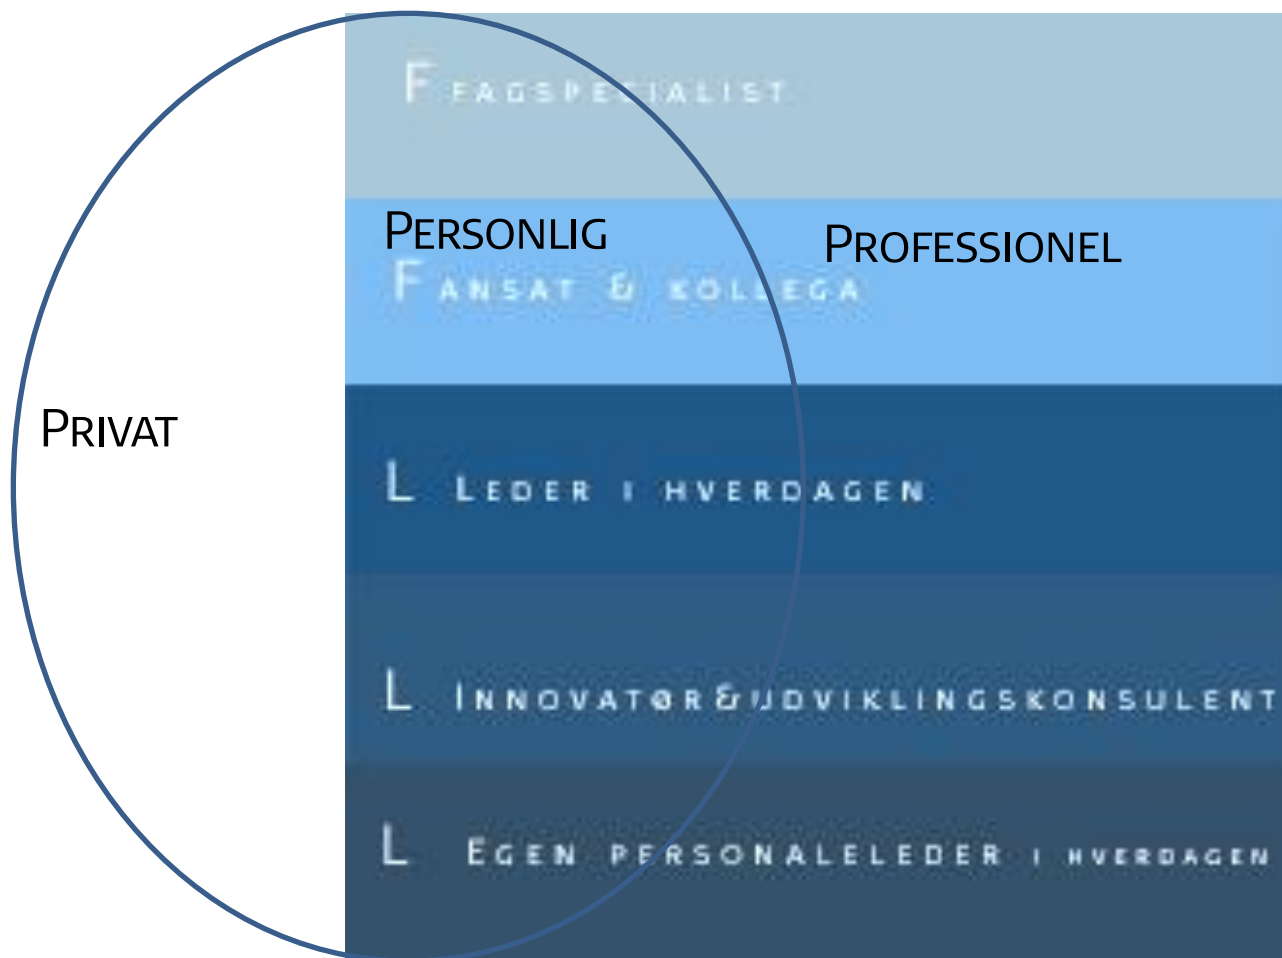 F FAGSPECIALIST
PERSONLIG
PROFESSIONEL
F ANSAT & KOLLEGA
PRIVAT
L LEDER I HVERDAGEN
L INNOVATØR&UDVIKLINGSKONSULENT
L EGEN PERSONALELEDER I HVERDAGEN